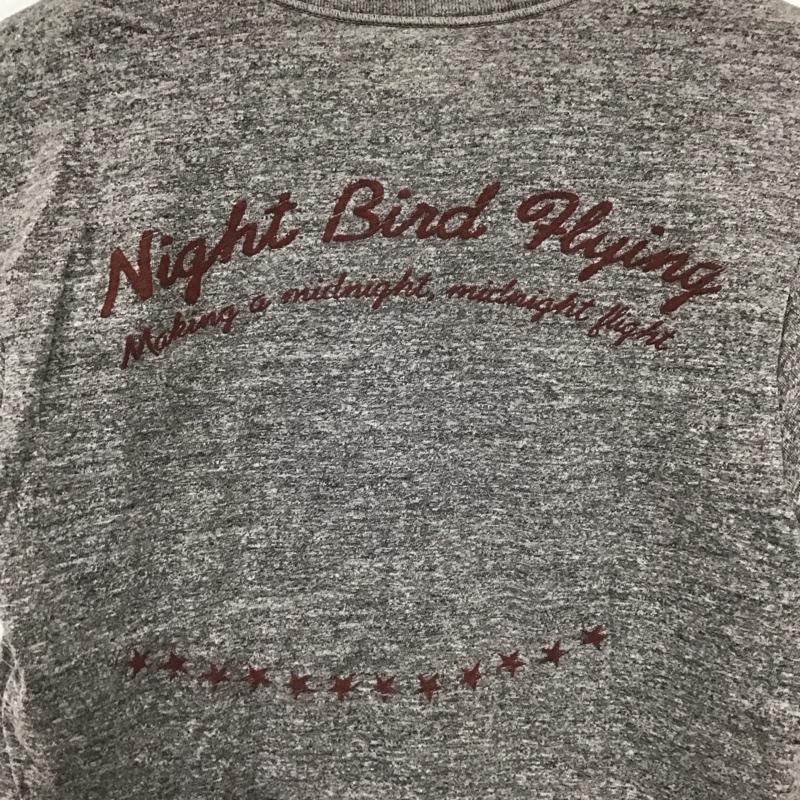 Night Bird Flying
Making a midnight, midnight flight